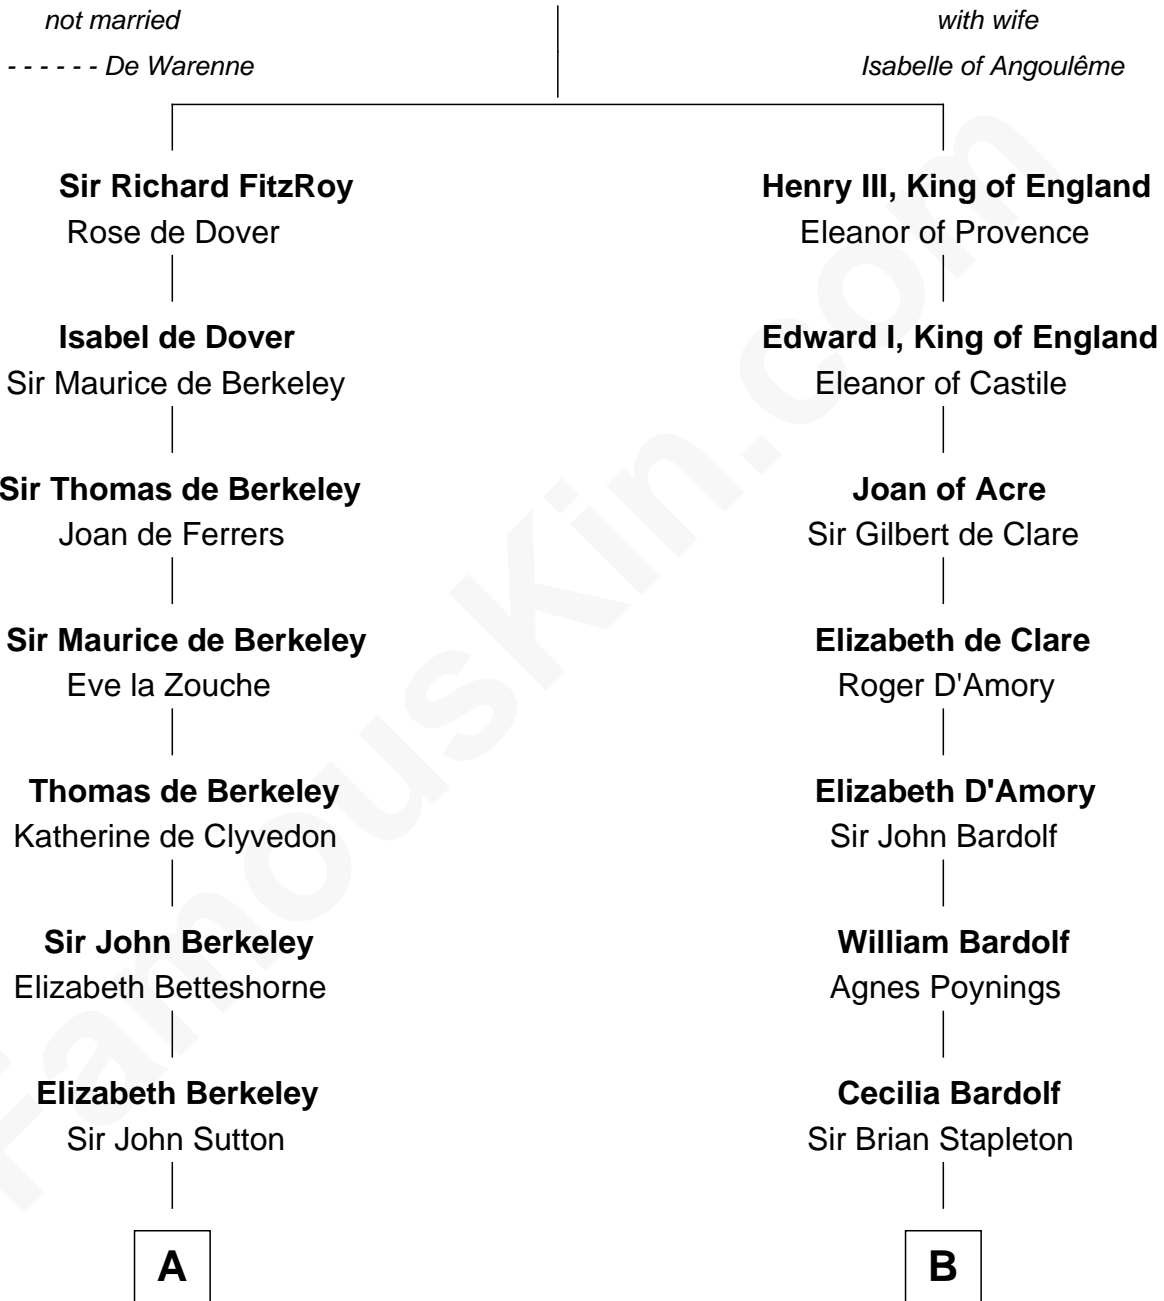 not married
- - - - - - De Warenne
with wife
Isabelle of Angoulême
Sir Richard FitzRoy
Rose de Dover
Henry III, King of England
Eleanor of Provence
Isabel de Dover
Sir Maurice de Berkeley
Edward I, King of England
Eleanor of Castile
Sir Thomas de Berkeley
Joan de Ferrers
Joan of Acre
Sir Gilbert de Clare
Sir Maurice de Berkeley
Eve la Zouche
Elizabeth de Clare
Roger D'Amory
Thomas de Berkeley
Katherine de Clyvedon
Elizabeth D'Amory
Sir John Bardolf
Sir John Berkeley
Elizabeth Betteshorne
William Bardolf
Agnes Poynings
Elizabeth Berkeley
Sir John Sutton
Cecilia Bardolf
Sir Brian Stapleton
A
B
FamousKin.com